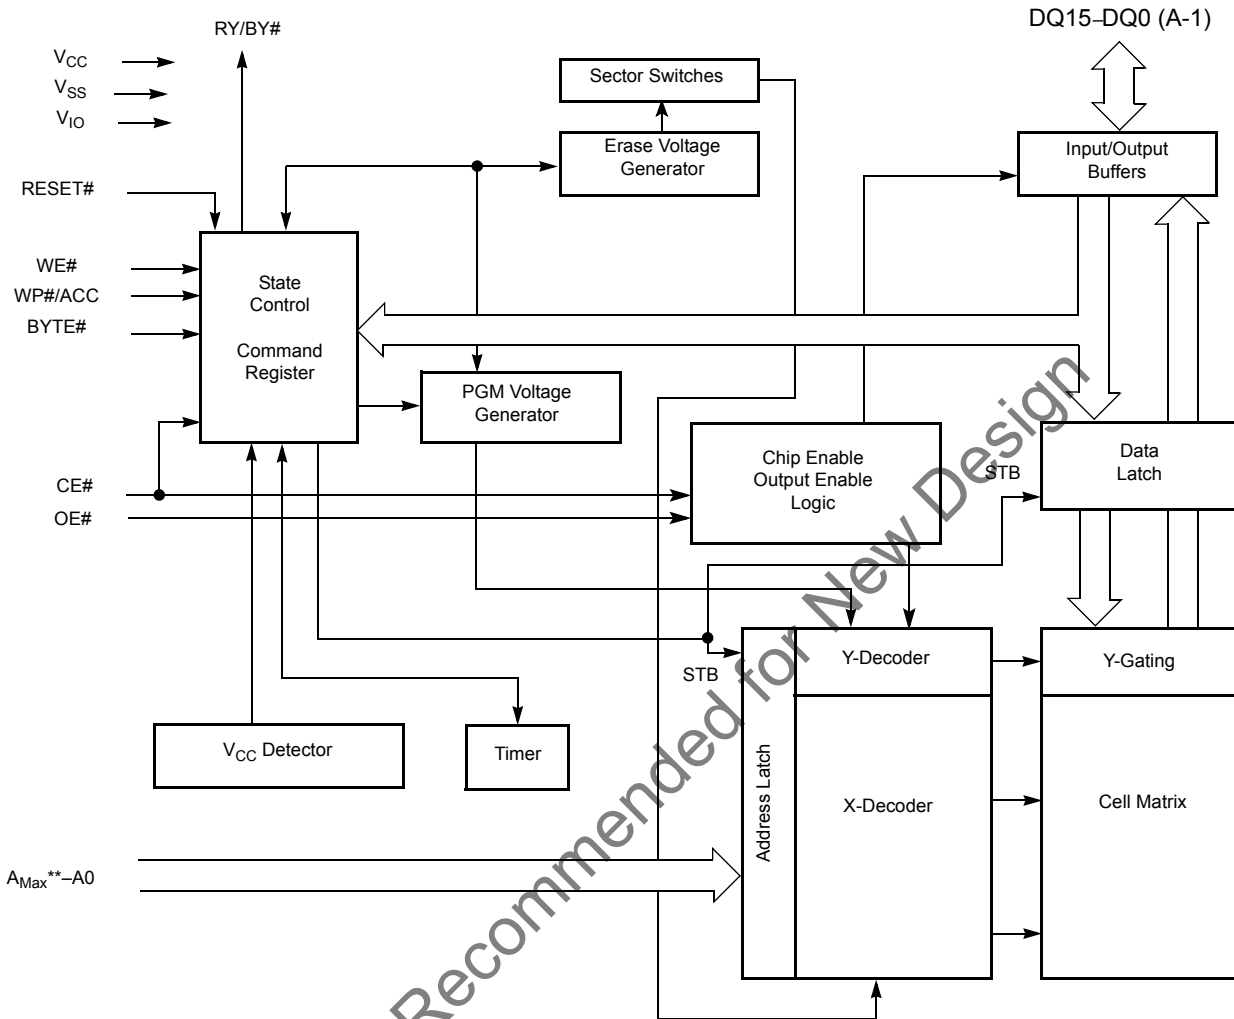 RY/BY#
DQ15–DQ0 (A-1)
VCC
VSS
VIO
Sector Switches
Erase Voltage
Generator
Input/Output
Buffers
RESET#
WE#
WP#/ACC
BYTE#
State
Control
Command
Register
PGM Voltage
Generator
Chip Enable
Output Enable
Logic
STB
Data
Latch
CE#
OE#
STB
Y-Decoder
Y-Gating
VCC Detector
Timer
Address Latch
X-Decoder
Cell Matrix
AMax**–A0
Recommended for New Design